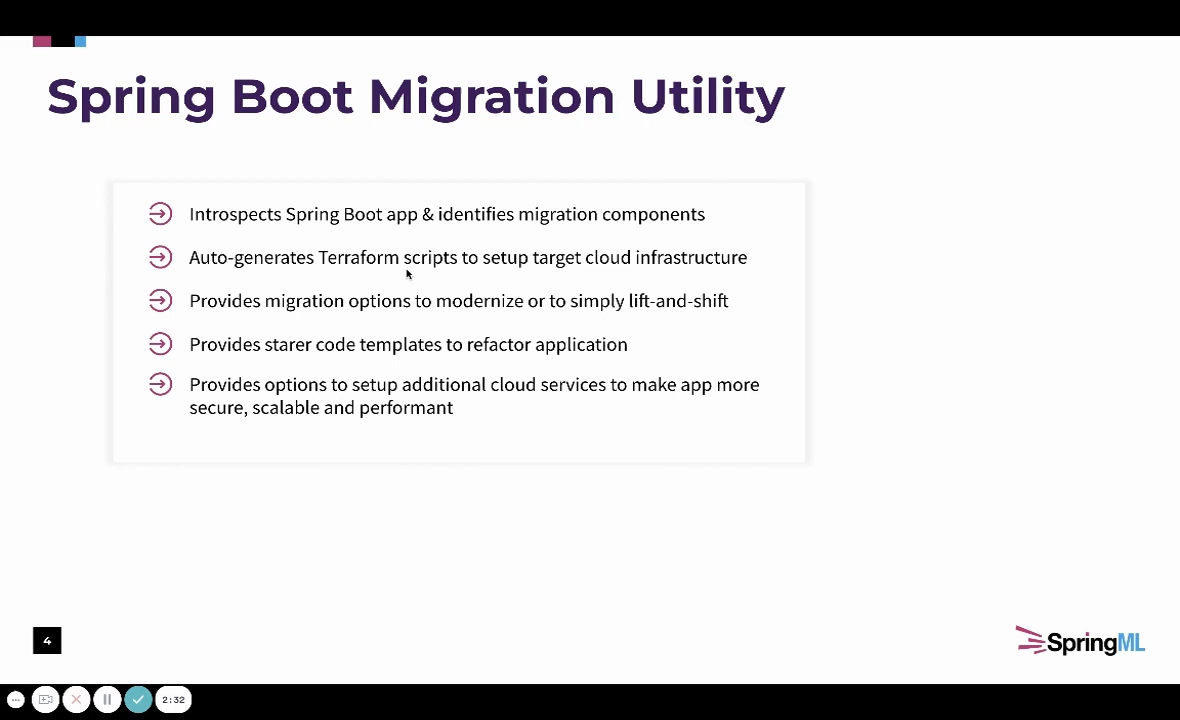 Spring Boot Migration Utility
Introspects Spring Boot app & identifies migration components
Auto-generates Terraform scripts to setup target cloud infrastructure
Provides migration options to modernize or to simply lift-and-shift
Provides starer code templates to refactor application
Provides options to setup additional cloud services to make app more
secure, scalable and performant
4
SpringML
2:32